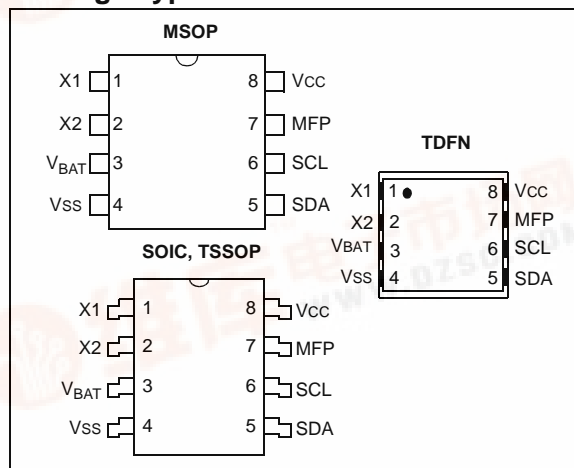 MSOP
X1 1 8 VCC
X2 2 7 MFP
VBAT 3 6 SCL
VSS 4 5 SDA
TDFN
X1 1 8 VCC
X2 2 7 MFP
VBAT 3 6 SCL
VSS 4 5 SDA
SOIC, TSSOP
X1 1 8 VCC
X2 2 7 MFP
VBAT 3 6 SCL
VSS 4 5 SDA